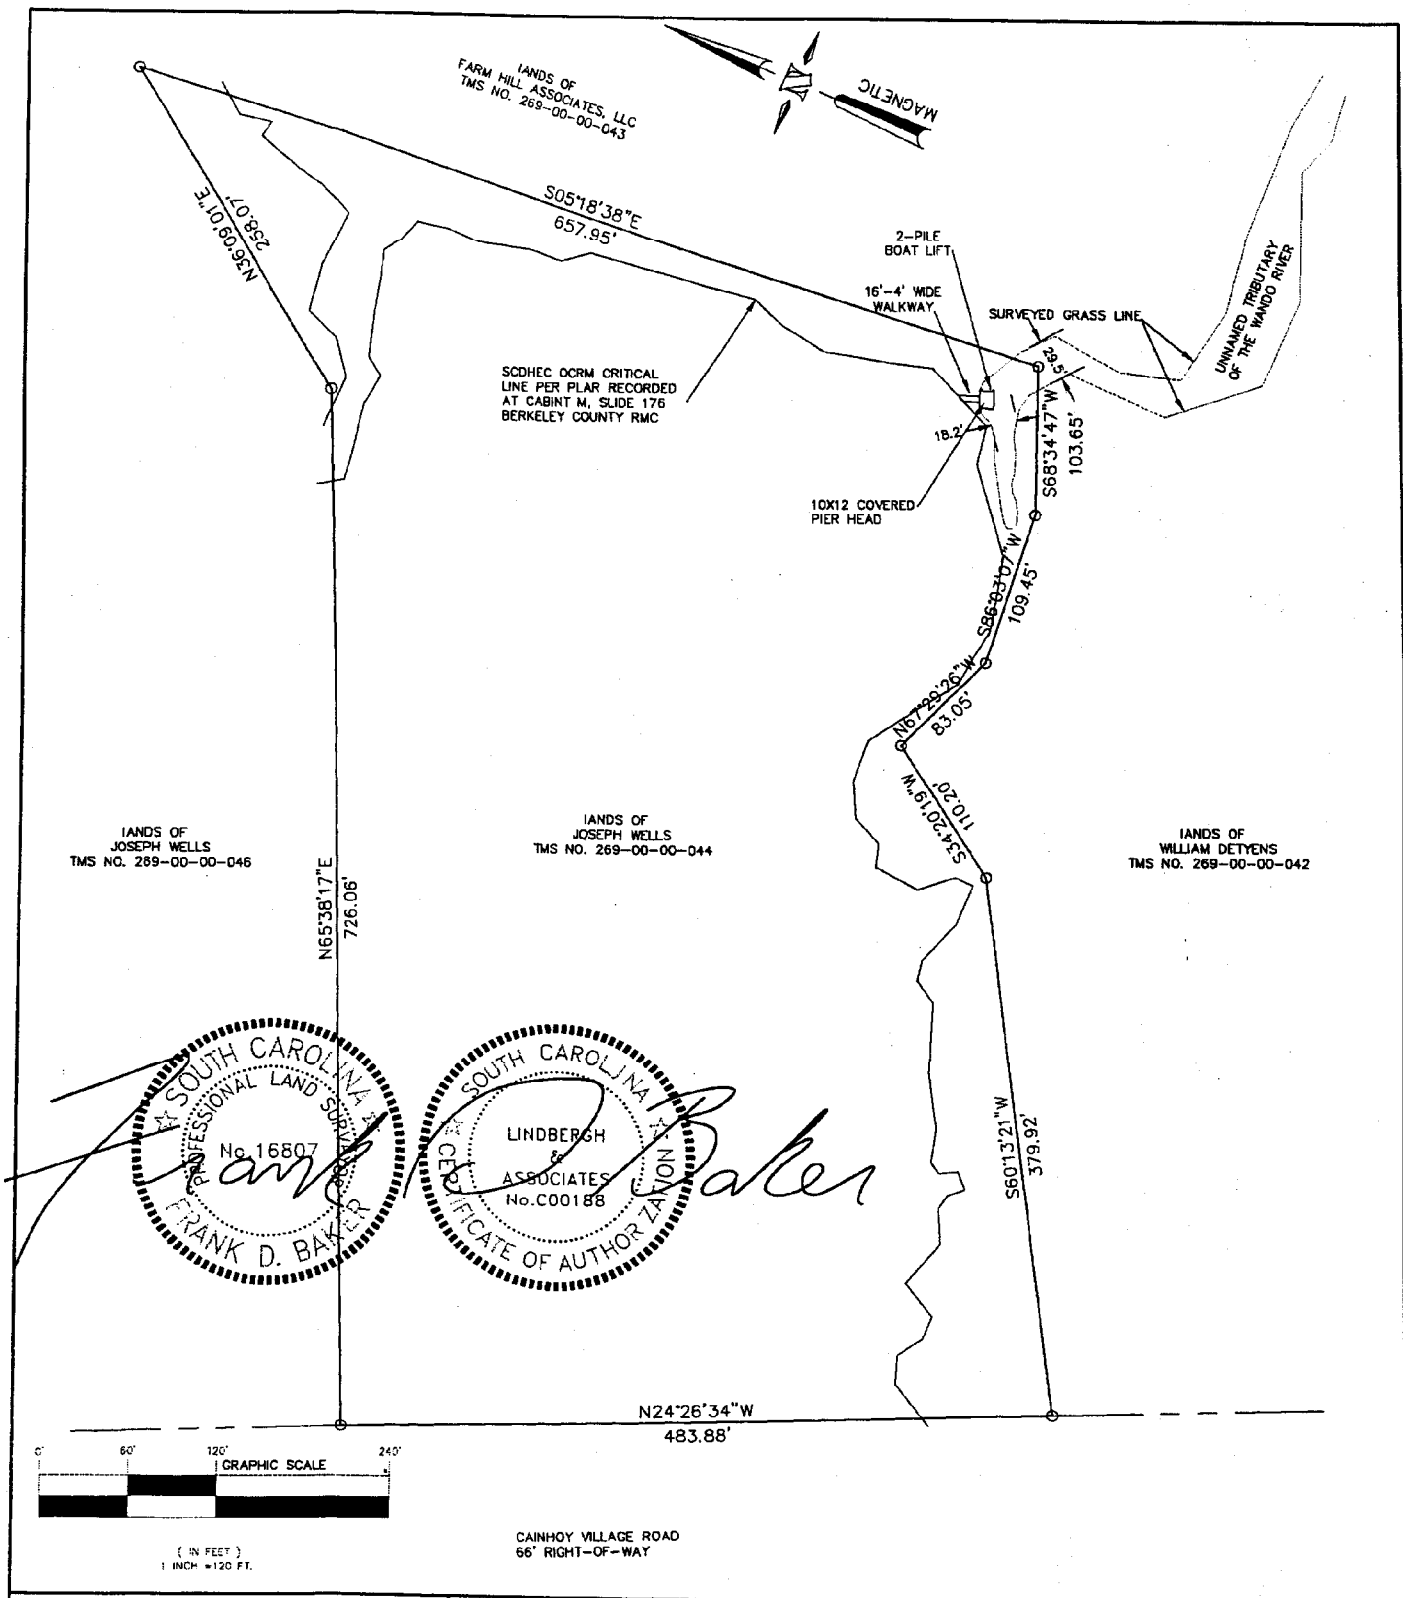 IANDS OF
FARM HILL ASSOCIATES, LLC
TMS NO. 269-00-00-043
MAGNETIC
N36°09'01"E
258.07'
S05°18'38"E
657.95'
2-PILE
BOAT LIFT
16'-4' WIDE
WALKWAY
SURVEYED GRASS LINE
UNNAMED TRIBUTARY
OF THE WANDO RIVER
29.5'
SCDHEC OCRM CRITICAL
LINE PER PLAR RECORDED
AT CABINT M, SLIDE 176
BERKELEY COUNTY RMC
18.2'
S68°34'47"W
103.65'
10X12 COVERED
PIER HEAD
S86°03'07"W
109.45'
N67°29'26"W
83.05'
S34°20'19"W
110.20'
IANDS OF
JOSEPH WELLS
TMS NO. 269-00-00-046
IANDS OF
JOSEPH WELLS
TMS NO. 269-00-00-044
IANDS OF
WILLIAM DETYENS
TMS NO. 269-00-00-042
N65°38'17"E
726.06'
SOUTH CAROLINA
PROFESSIONAL LAND SURVEYOR
No. 16807
FRANK D. BAKER
SOUTH CAROLINA
LINDBERGH
&
ASSOCIATES
No.C00188
CERTIFICATE OF AUTHORIZATION
Frank D Baker
S60°13'21"W
379.92'
N24°26'34"W
483.88'
0' 60' 120' 240'
GRAPHIC SCALE
( IN FEET )
1 INCH =120 FT.
CAINHOY VILLAGE ROAD
66' RIGHT-OF-WAY